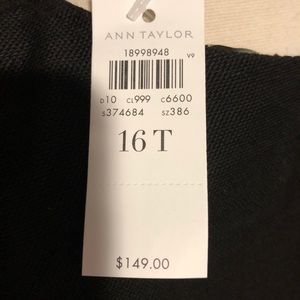 ANN TAYLOR
18998948 V9
D10 CL999 C6600
S374684 SZ386
16 T
$149.00